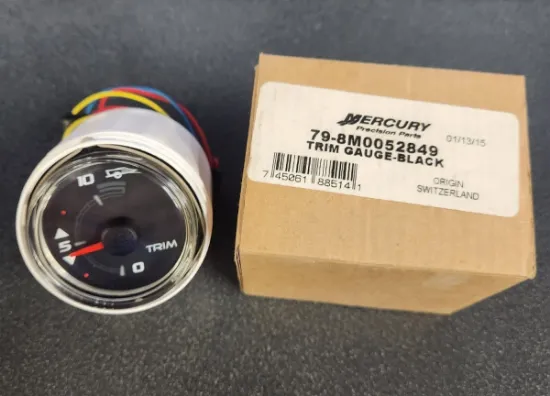 MERCURY
Precision Parts
01/13/15
79-8M0052849
TRIM GAUGE-BLACK
7 45061 88514 1
ORIGIN
SWITZERLAND
10
5
TRIM
0